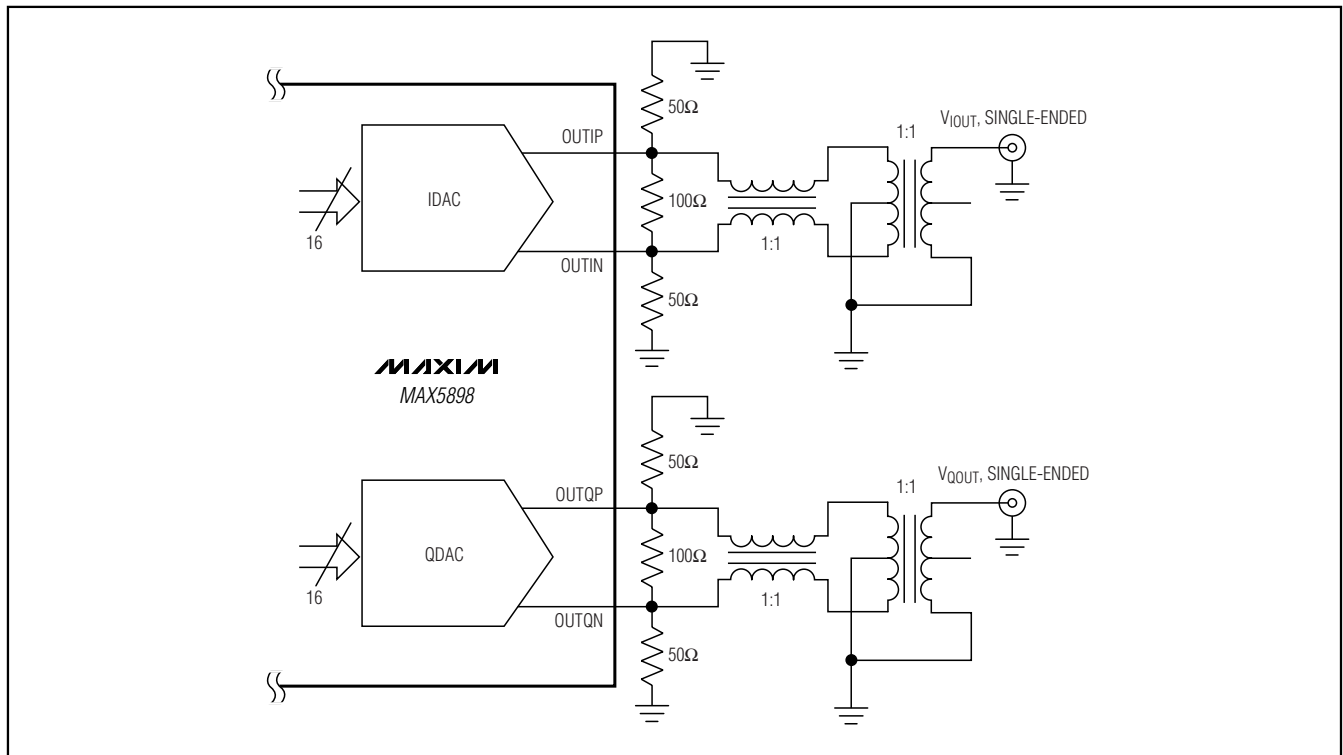 50Ω
V_IOUT, SINGLE-ENDED
1:1
OUTIP
IDAC
100Ω
16
1:1
OUTIN
50Ω
MAXIM
MAX5898
50Ω
V_QOUT, SINGLE-ENDED
1:1
OUTQP
QDAC
100Ω
16
1:1
OUTQN
50Ω